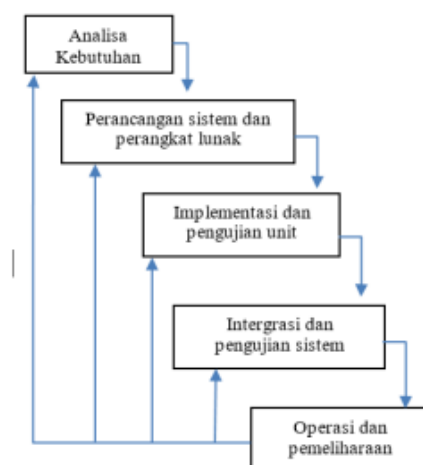 Analisa
Kebutuhan
Perancangan sistem dan
perangkat lunak
Implementasi dan
pengujian unit
Intergrasi dan
pengujian sistem
Operasi dan
pemeliharaan